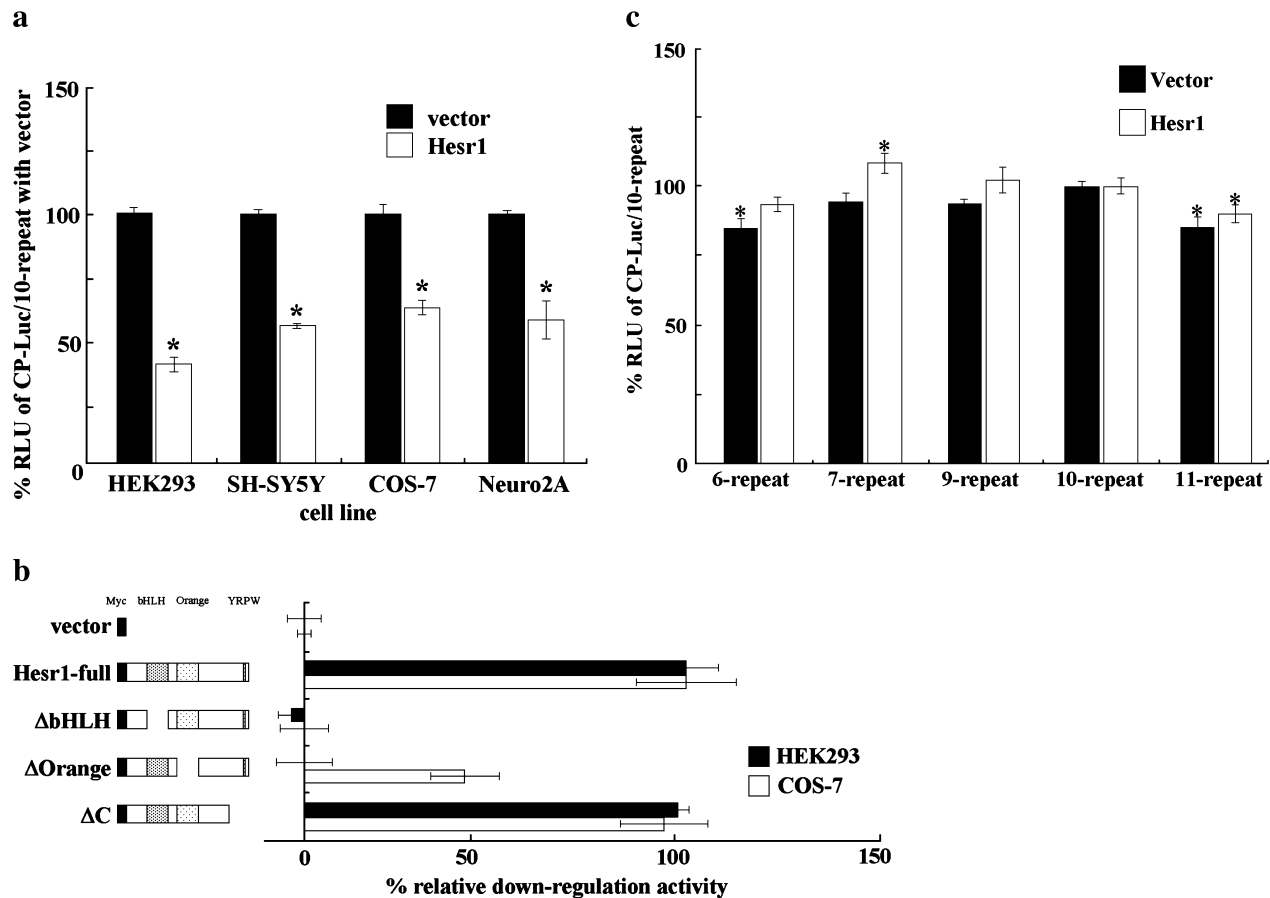 a
% RLU of CP-Luc/10-repeat with vector
150
100
50
0
vector
Hesr1
*
*
*
*
HEK293
SH-SY5Y
COS-7
Neuro2A
cell line
c
% RLU of CP-Luc/10-repeat
150
100
50
0
Vector
Hesr1
*
*
*
*
6-repeat
7-repeat
9-repeat
10-repeat
11-repeat
b
Myc
bHLH
Orange
YRPW
vector
Hesr1-full
ΔbHLH
ΔOrange
ΔC
HEK293
COS-7
0
50
100
150
% relative down-regulation activity